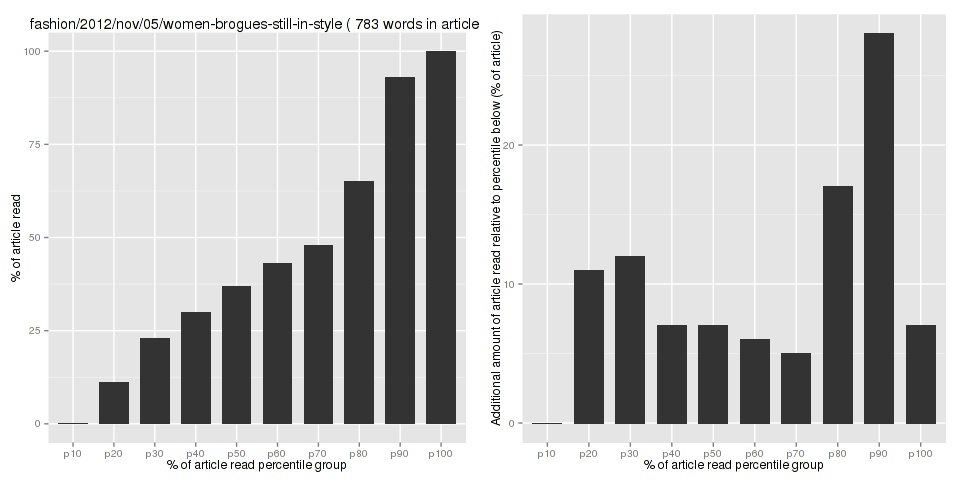 fashion/2012/nov/05/women-brogues-still-in-style ( 783 words in article
% of article read
100
75
50
25
0
p10 p20 p30 p40 p50 p60 p70 p80 p90 p100
% of article read percentile group
Additional amount of article read relative to percentile below (% of article)
20
10
0
p10 p20 p30 p40 p50 p60 p70 p80 p90 p100
% of article read percentile group